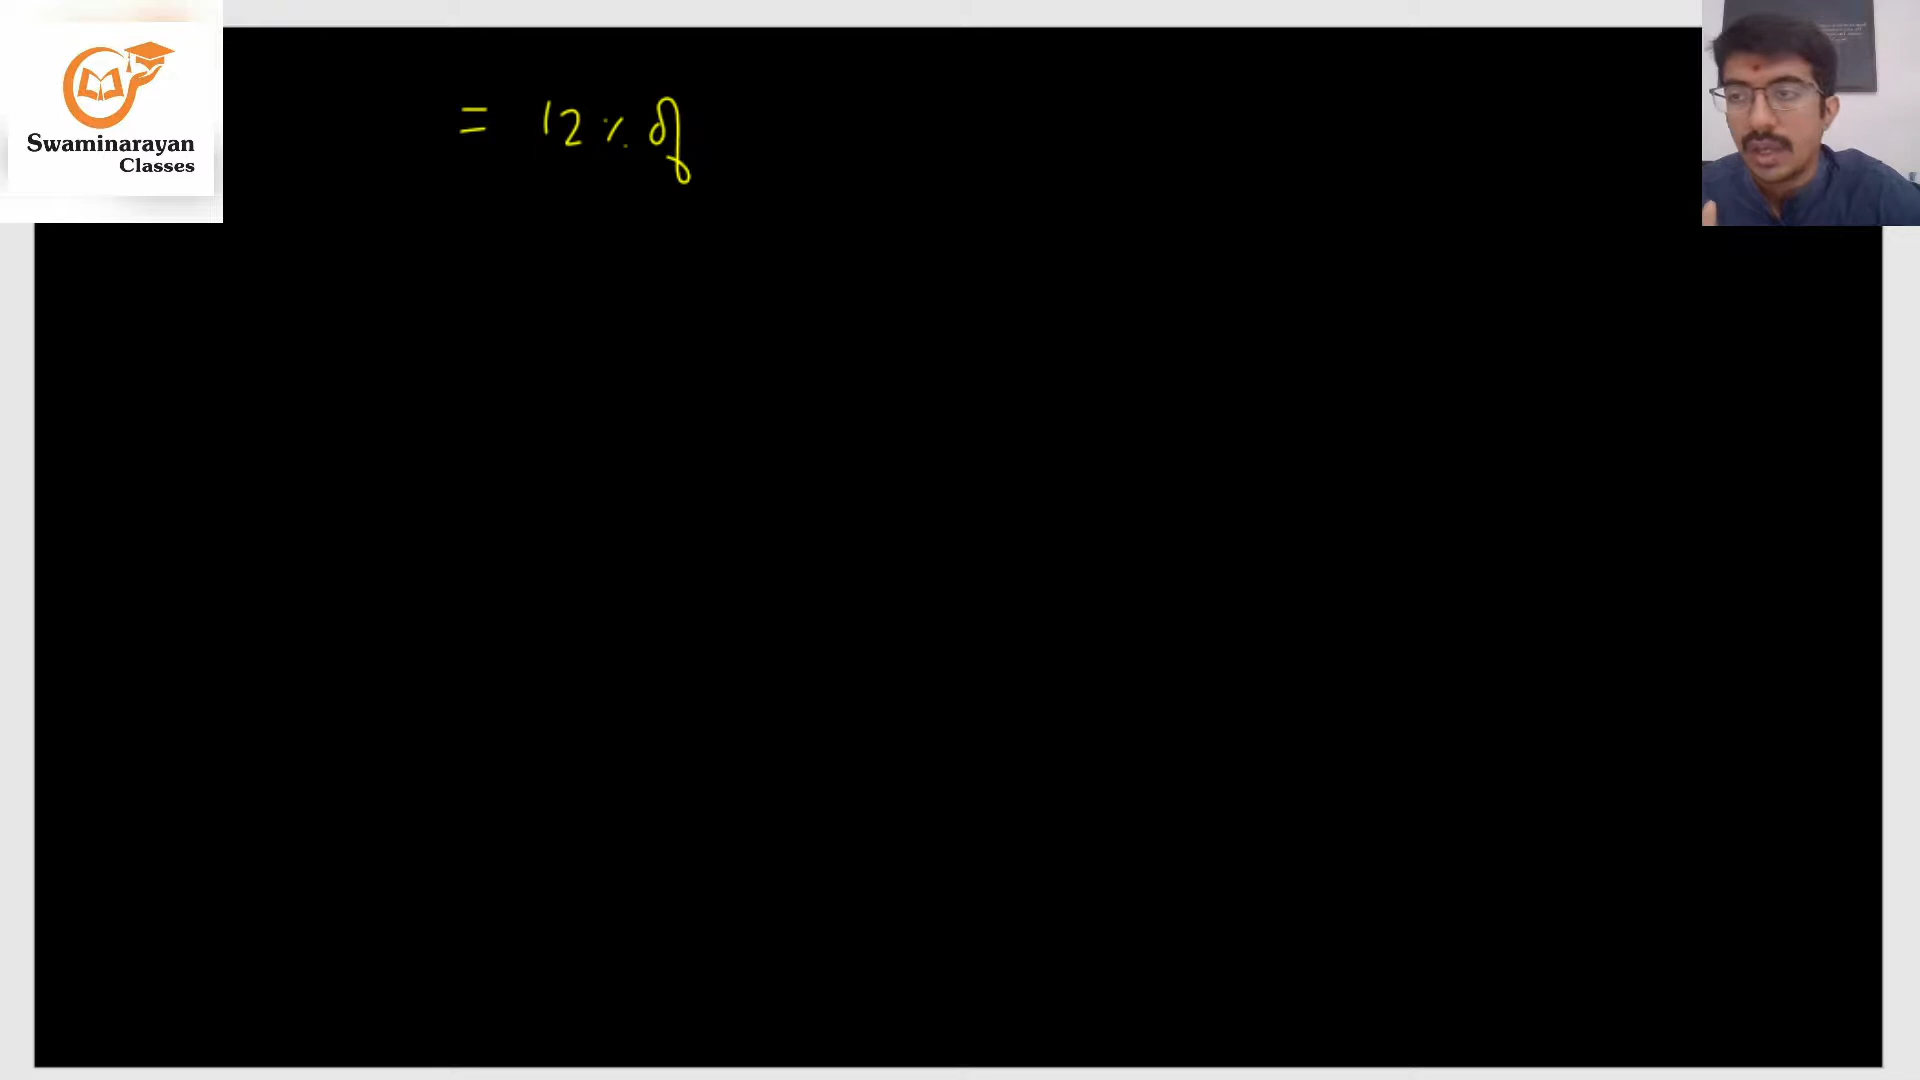 Swaminarayan
Classes
= 12% of